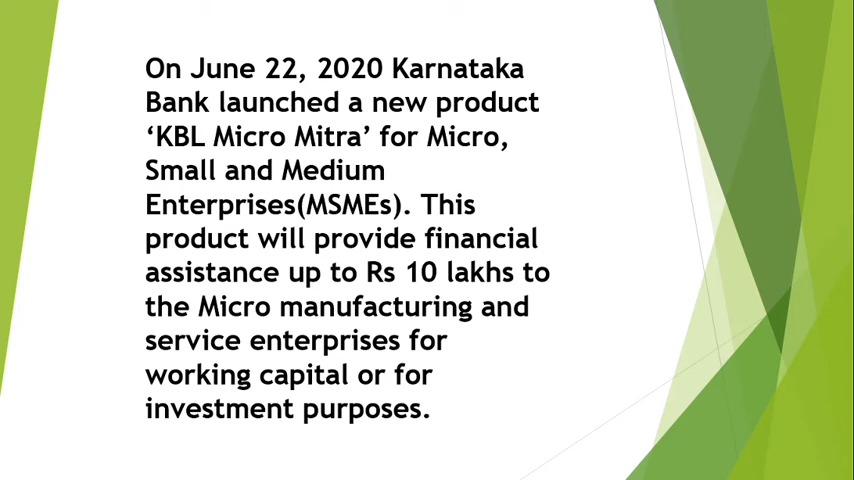 On June 22, 2020 Karnataka
Bank launched a new product
‘KBL Micro Mitra’ for Micro,
Small and Medium
Enterprises(MSMEs). This
product will provide financial
assistance up to Rs 10 lakhs to
the Micro manufacturing and
service enterprises for
working capital or for
investment purposes.